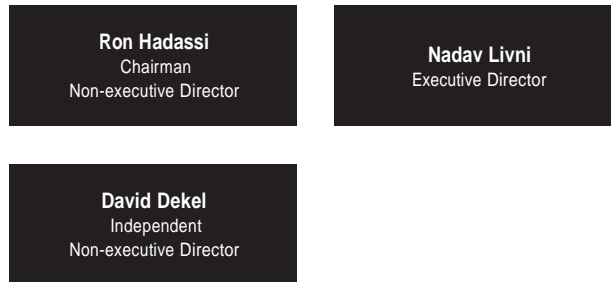 Ron Hadassi
Chairman
Non-executive Director
Nadav Livni
Executive Director
David Dekel
Independent
Non-executive Director